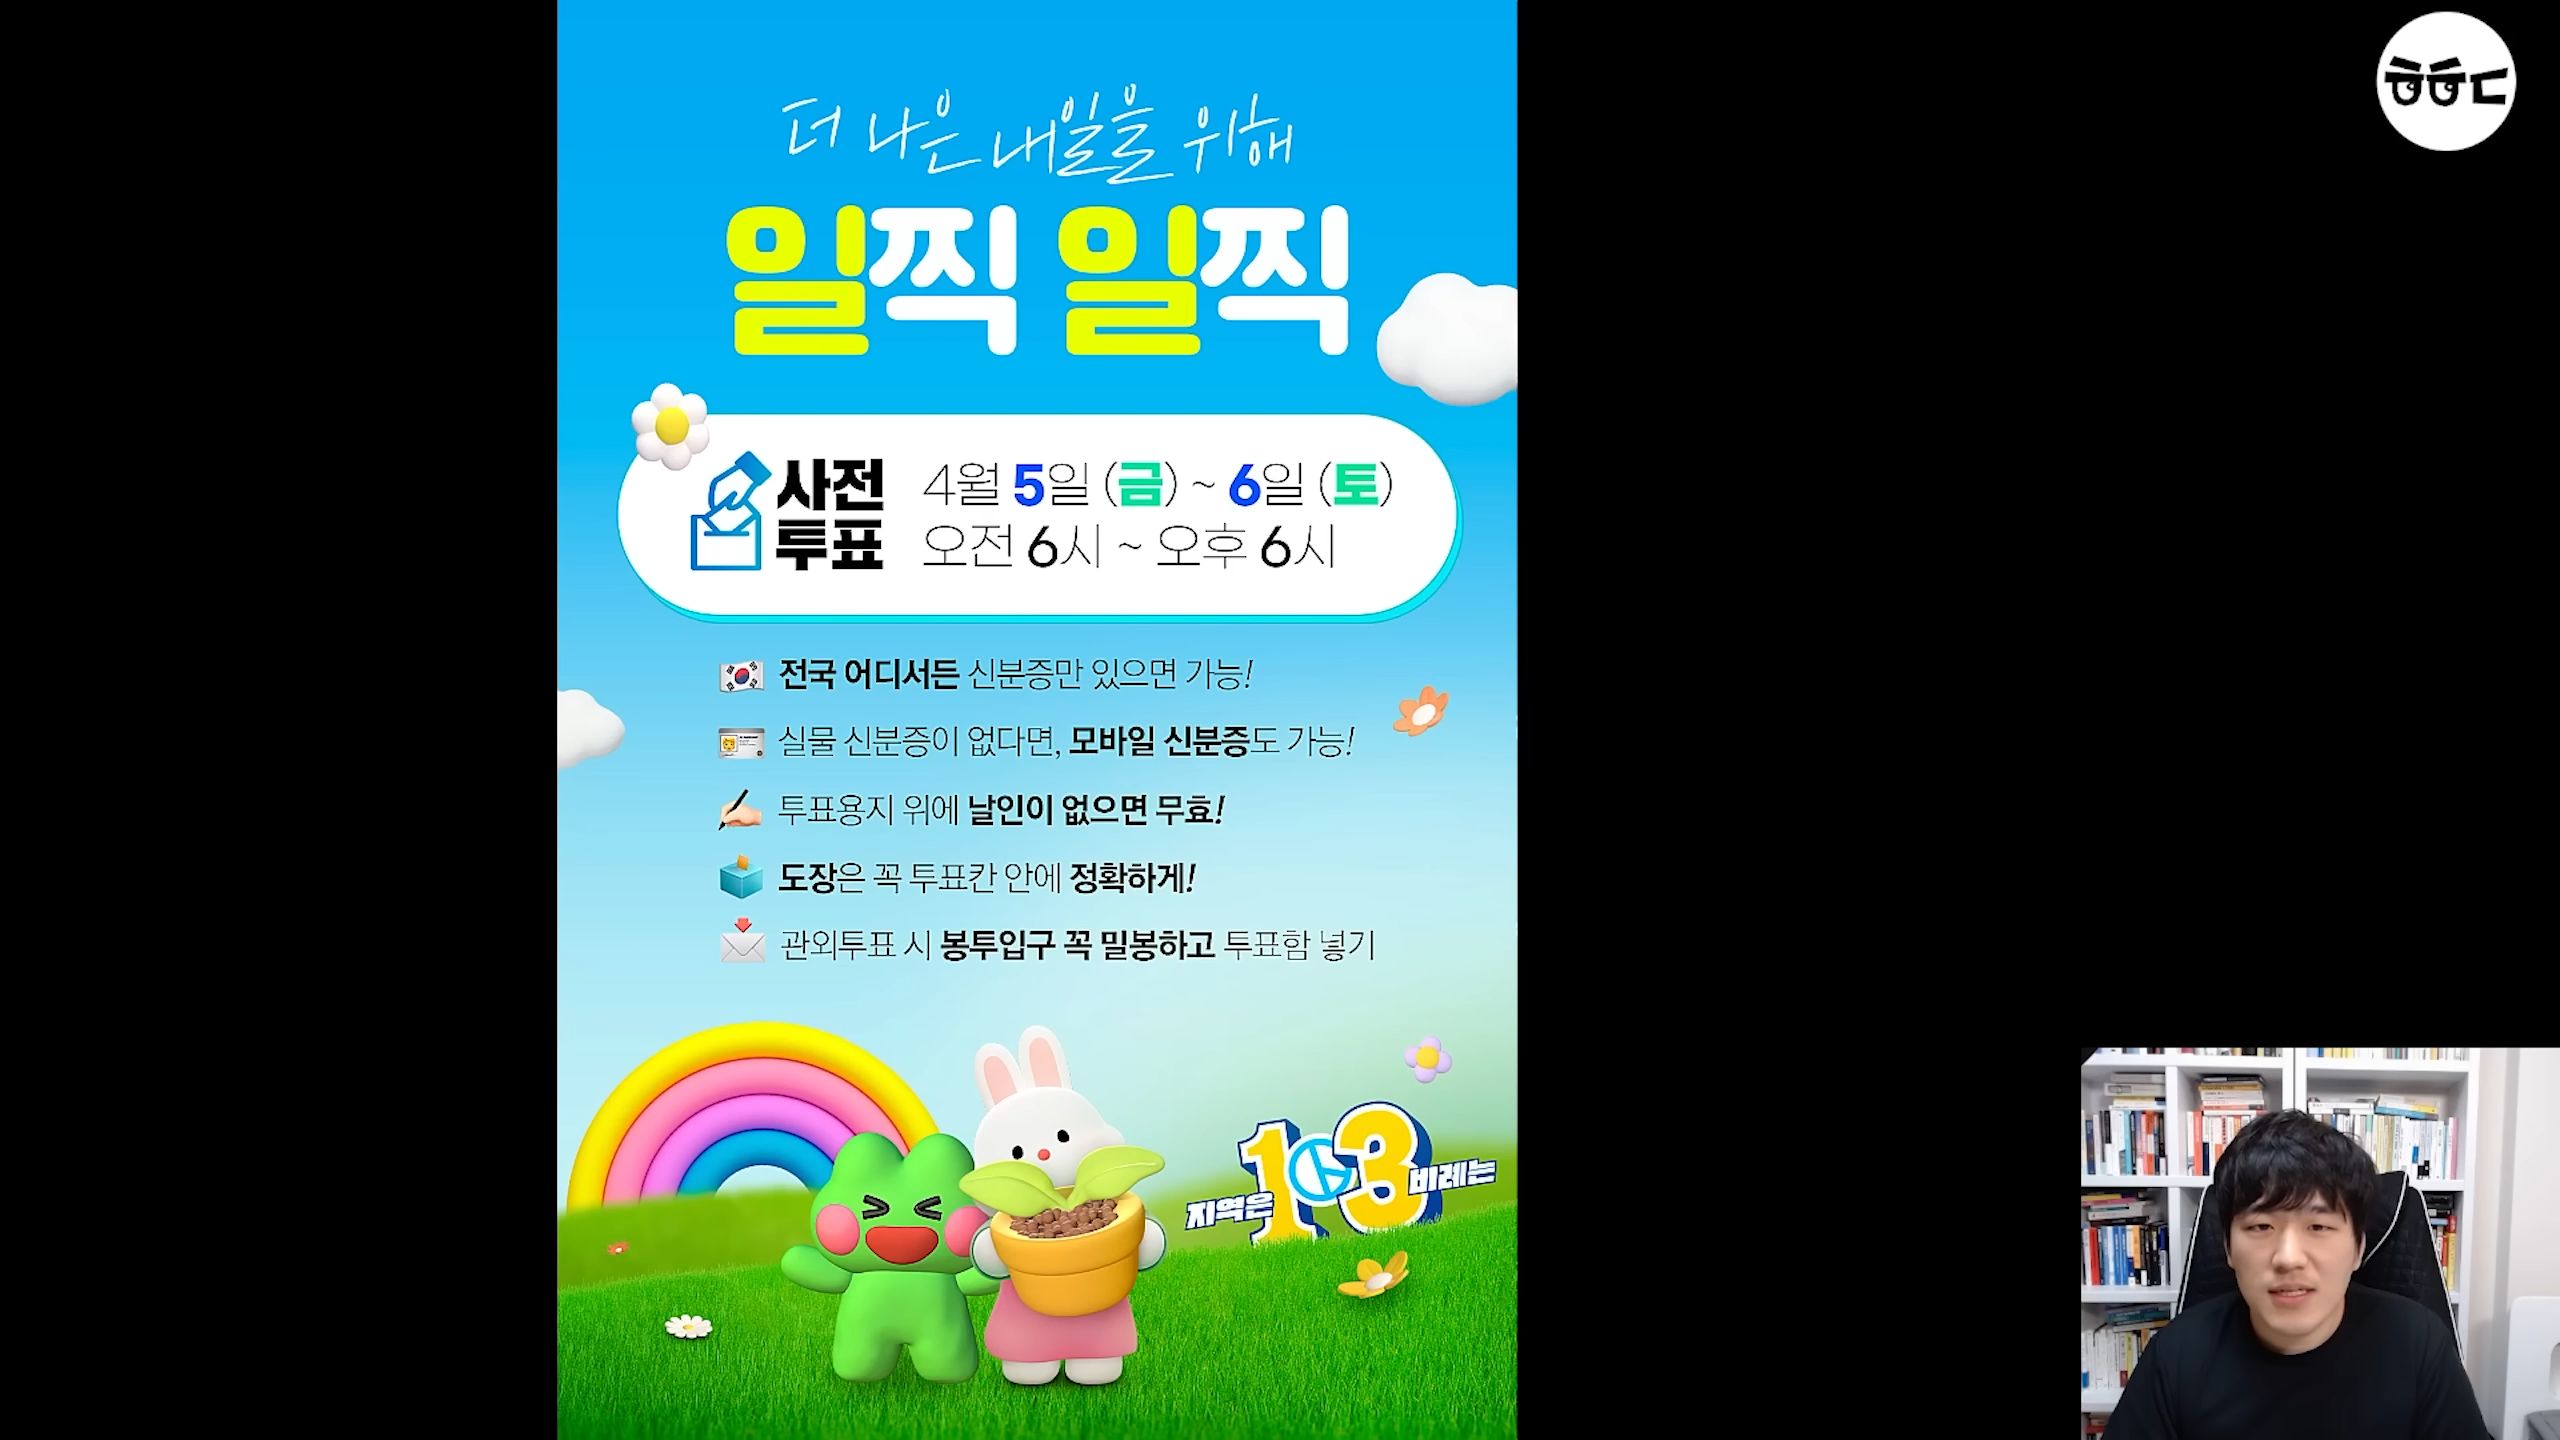 더 나은 내일을 위해
일찍 일찍
사전 투표
4월 5일 (금) ~ 6일 (토)
오전 6시 ~ 오후 6시
전국 어디서든 신분증만 있으면 가능!
실물 신분증이 없다면, 모바일 신분증도 가능!
투표용지 위에 날인이 없으면 무효!
도장은 꼭 투표칸 안에 정확하게!
관외투표 시 봉투입구 꼭 밀봉하고 투표함 넣기
지역은 1 3 비례는
ㅎㅎㄷ